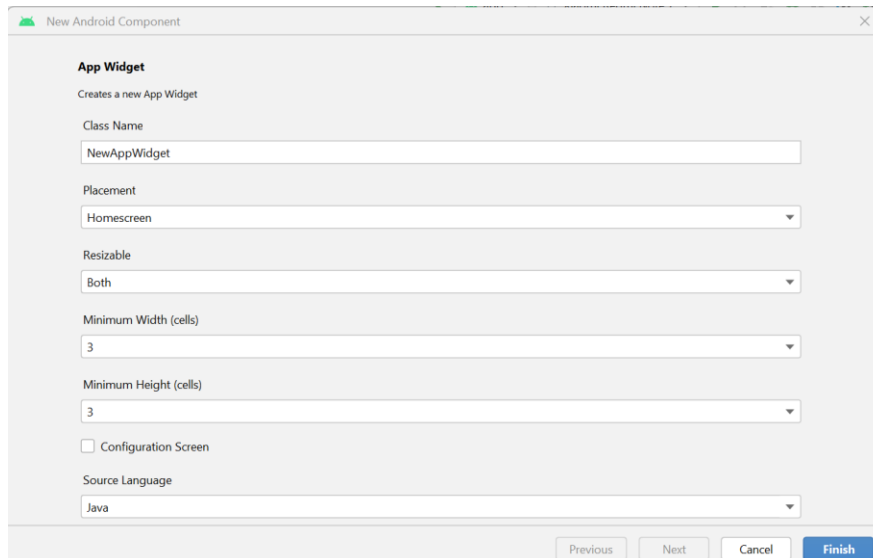 New Android Component
App Widget
Creates a new App Widget
Class Name
NewAppWidget
Placement
Homescreen
Resizable
Both
Minimum Width (cells)
3
Minimum Height (cells)
3
Configuration Screen
Source Language
Java
Previous Next Cancel Finish